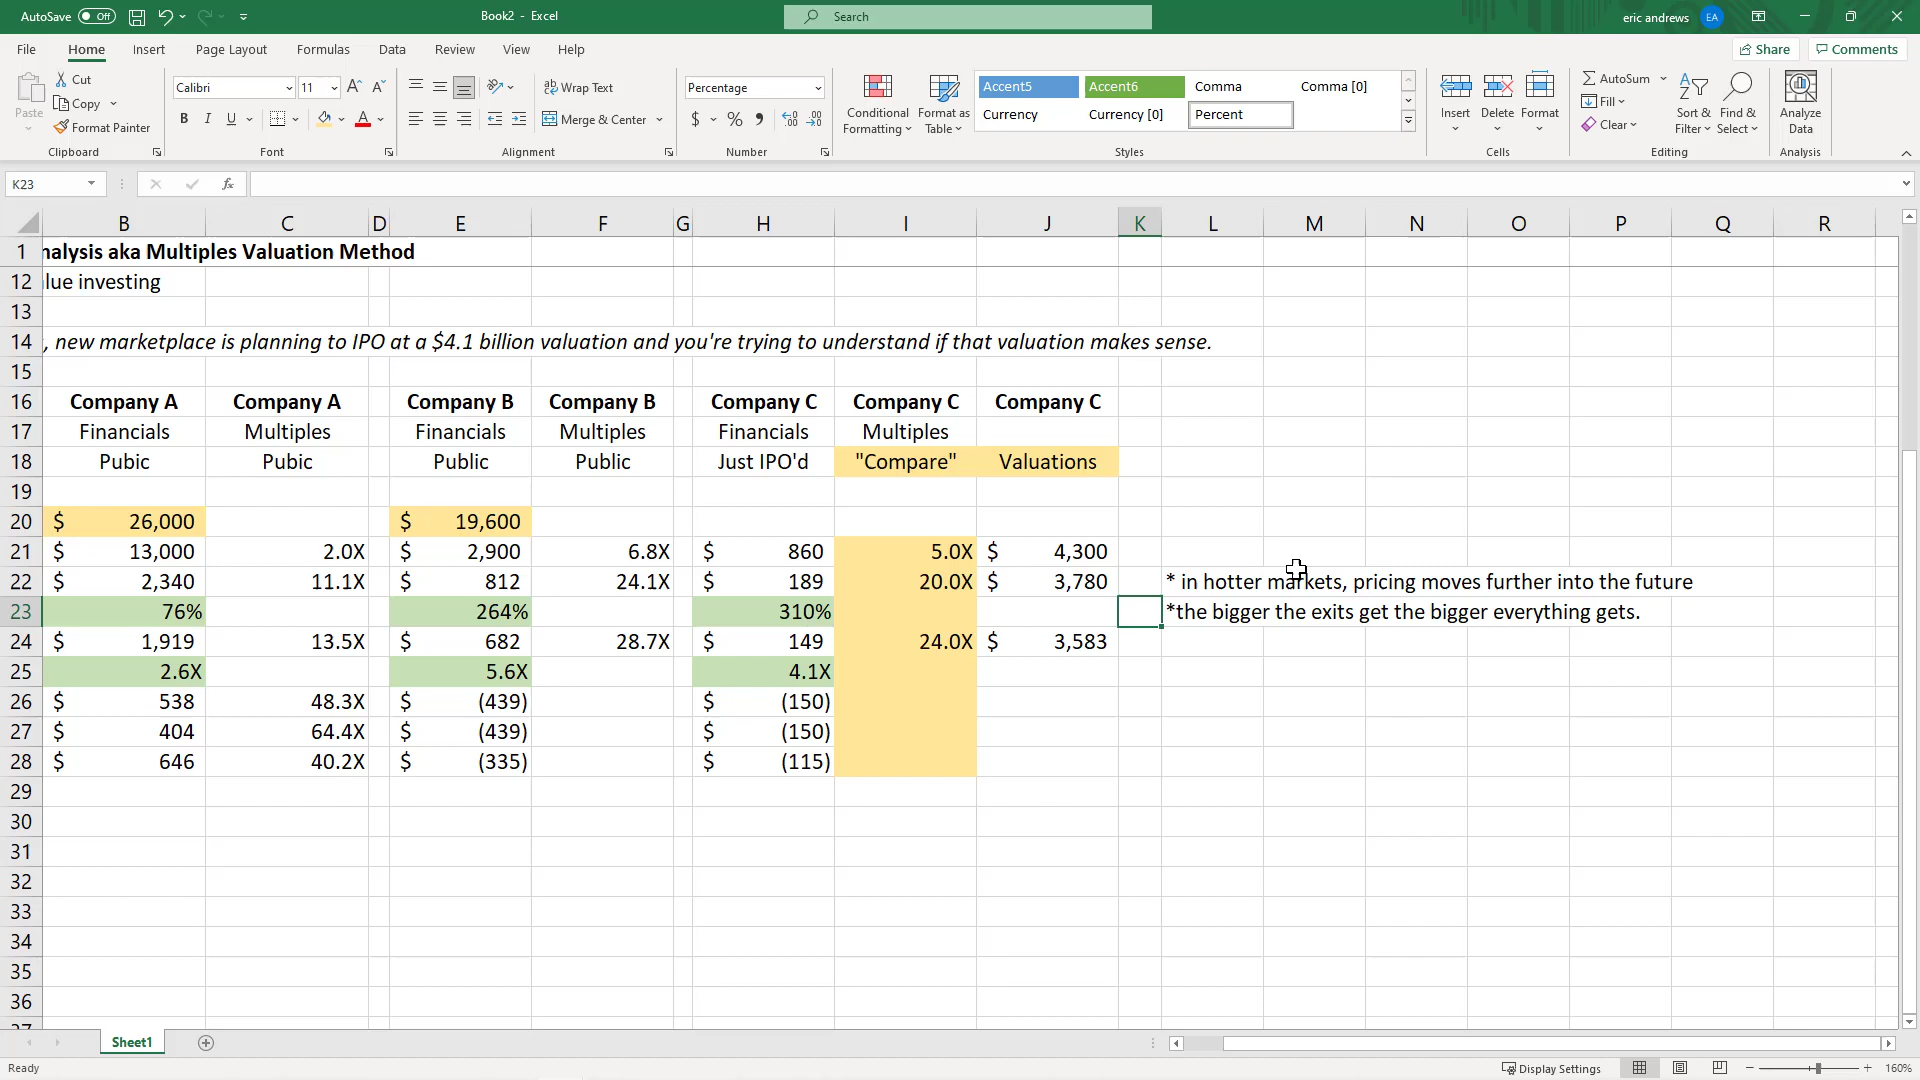 AutoSave Off Book2 - Excel Search eric andrews EA
File Home Insert Page Layout Formulas Data Review View Help Share Comments
Paste Cut Copy Format Painter Clipboard
Calibri 11 A A B I U A Font
ab Wrap Text Merge & Center Alignment
Percentage $ % 9 Number
Conditional Formatting Format as Table Accent5 Accent6 Comma Comma [0] Currency Currency [0] Percent Styles
Insert Delete Format Cells
AutoSum Fill Clear Sort & Filter Find & Select Editing
Analyze Data Analysis
K23 fx
B C D E F G H I J K L M N O P Q R
1 nalysis aka Multiples Valuation Method
12 lue investing
13
14 , new marketplace is planning to IPO at a $4.1 billion valuation and you're trying to understand if that valuation makes sense.
15
16 Company A Company A Company B Company B Company C Company C Company C
17 Financials Multiples Financials Multiples Financials Multiples
18 Pubic Pubic Public Public Just IPO'd "Compare" Valuations
19
20 $ 26,000 $ 19,600
21 $ 13,000 2.0X $ 2,900 6.8X $ 860 5.0X $ 4,300
22 $ 2,340 11.1X $ 812 24.1X $ 189 20.0X $ 3,780 * in hotter markets, pricing moves further into the future
23 76% 264% 310% *the bigger the exits get the bigger everything gets.
24 $ 1,919 13.5X $ 682 28.7X $ 149 24.0X $ 3,583
25 2.6X 5.6X 4.1X
26 $ 538 48.3X $ (439) $ (150)
27 $ 404 64.4X $ (439) $ (150)
28 $ 646 40.2X $ (335) $ (115)
29
30
31
32
33
34
35
36
Sheet1
Ready Display Settings 160%